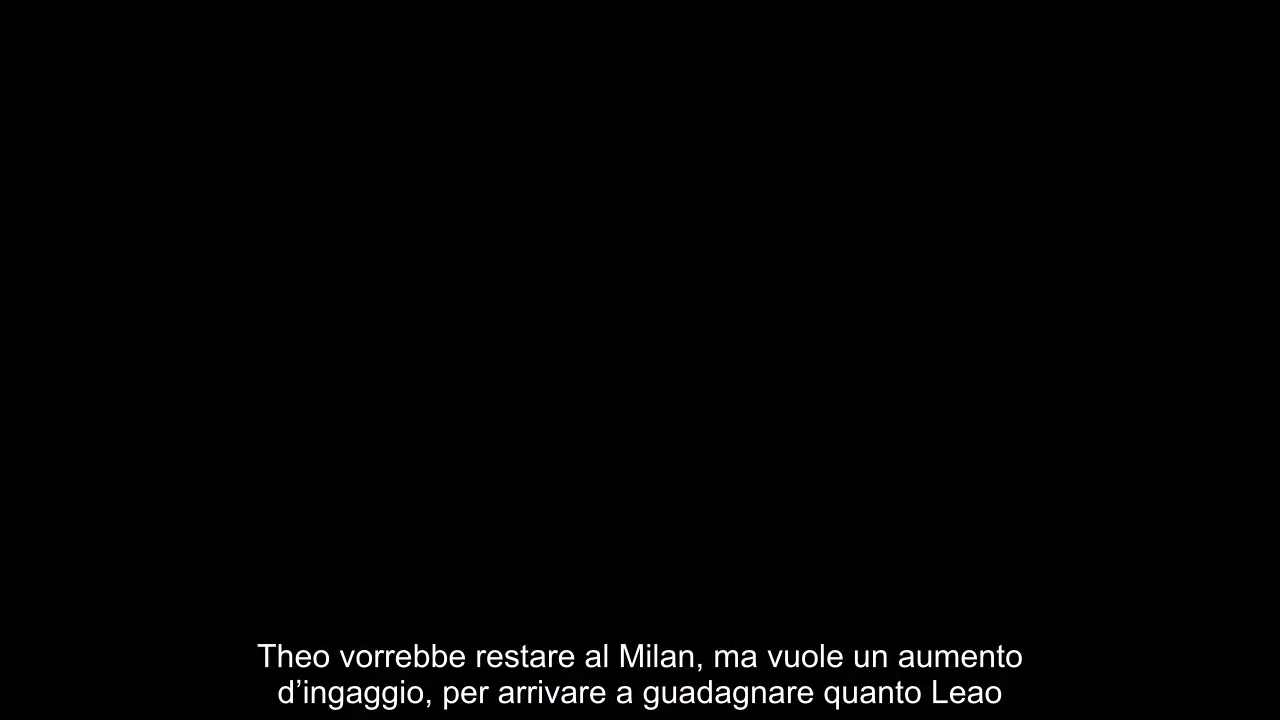 Theo vorrebbe restare al Milan, ma vuole un aumento
d’ingaggio, per arrivare a guadagnare quanto Leao